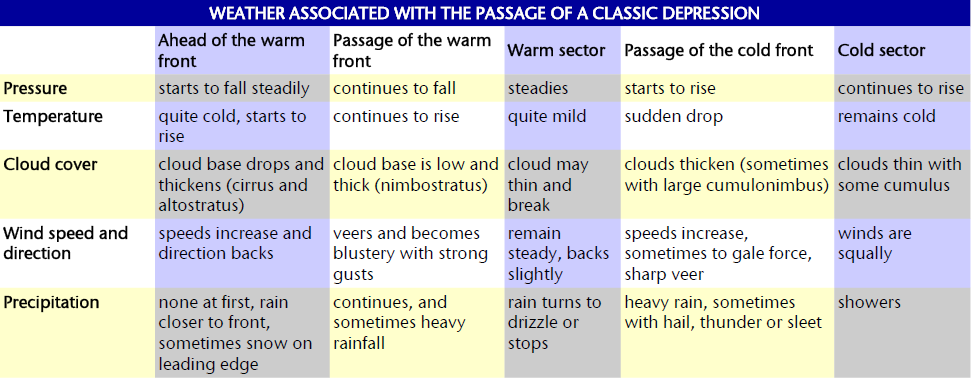 WEATHER ASSOCIATED WITH THE PASSAGE OF A CLASSIC DEPRESSION
Ahead of the warm
front
Passage of the warm
front
Warm sector
Passage of the cold front
Cold sector
Pressure
starts to fall steadily
continues to fall
steadies
starts to rise
continues to rise
Temperature
quite cold, starts to
rise
continues to rise
quite mild
sudden drop
remains cold
Cloud cover
cloud base drops and
thickens (cirrus and
altostratus)
cloud base is low and
thick (nimbostratus)
cloud may
thin and
break
clouds thicken (sometimes
with large cumulonimbus)
clouds thin with
some cumulus
Wind speed and
direction
speeds increase and
direction backs
veers and becomes
blustery with strong
gusts
remain
steady, backs
slightly
speeds increase,
sometimes to gale force,
sharp veer
winds are
squally
Precipitation
none at first, rain
closer to front,
sometimes snow on
leading edge
continues, and
sometimes heavy
rainfall
rain turns to
drizzle or
stops
heavy rain, sometimes
with hail, thunder or sleet
showers